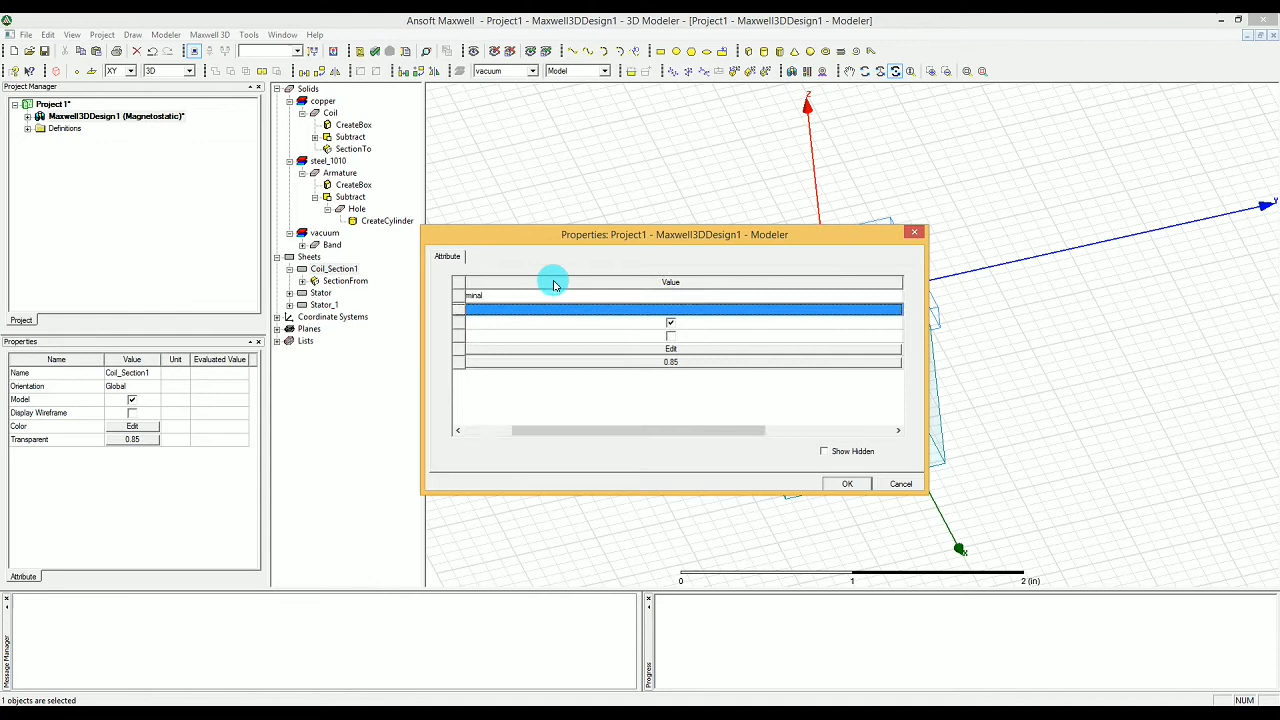 Ansoft Maxwell - Project1 - Maxwell3DDesign1 - 3D Modeler - [Project1 - Maxwell3DDesign1 - Modeler]
File Edit View Project Draw Modeler Maxwell 3D Tools Window Help
XY 3D vacuum Model
Project Manager
Project1*
Maxwell3DDesign1 (Magnetostatic)*
Definitions
Project
Properties
Name Value Unit Evaluated Value
Name Coil_Section1
Orientation Global
Model
Display Wireframe
Color Edit
Transparent 0.85
Attribute
Solids
copper
Coil
CreateBox
Subtract
SectionTo
steel_1010
Armature
CreateBox
Subtract
Hole
CreateCylinder
vacuum
Band
Sheets
Coil_Section1
SectionFrom
Stator
Stator_1
Coordinate Systems
Planes
Lists
Z
Y
X
0 1 2 (in)
Properties: Project1 - Maxwell3DDesign1 - Modeler
Attribute
Value
minal
Edit
0.85
Show Hidden
OK Cancel
Message Manager
Progress
1 objects are selected
NUM